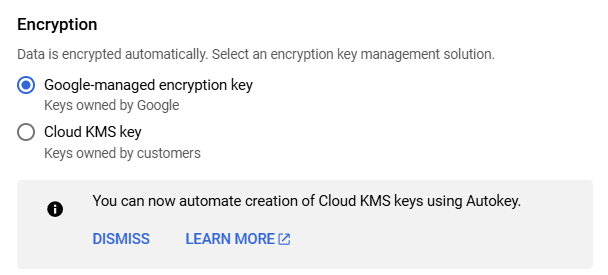 Encryption
Data is encrypted automatically. Select an encryption key management solution.
Google-managed encryption key
Keys owned by Google
Cloud KMS key
Keys owned by customers
You can now automate creation of Cloud KMS keys using Autokey.
DISMISS LEARN MORE